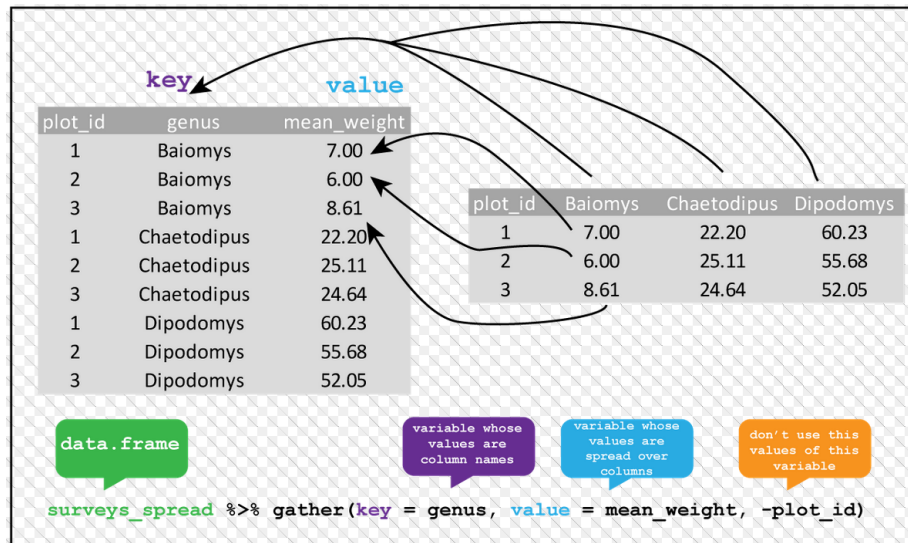 key value
plot_id genus mean_weight
1 Baiomys 7.00
2 Baiomys 6.00
3 Baiomys 8.61
1 Chaetodipus 22.20
2 Chaetodipus 25.11
3 Chaetodipus 24.64
1 Dipodomys 60.23
2 Dipodomys 55.68
3 Dipodomys 52.05
plot_id Baiomys Chaetodipus Dipodomys
1 7.00 22.20 60.23
2 6.00 25.11 55.68
3 8.61 24.64 52.05
data.frame
variable whose
values are
column names
variable whose
values are
spread over
columns
don't use this
values of this
variable
surveys_spread %>% gather(key = genus, value = mean_weight, -plot_id)